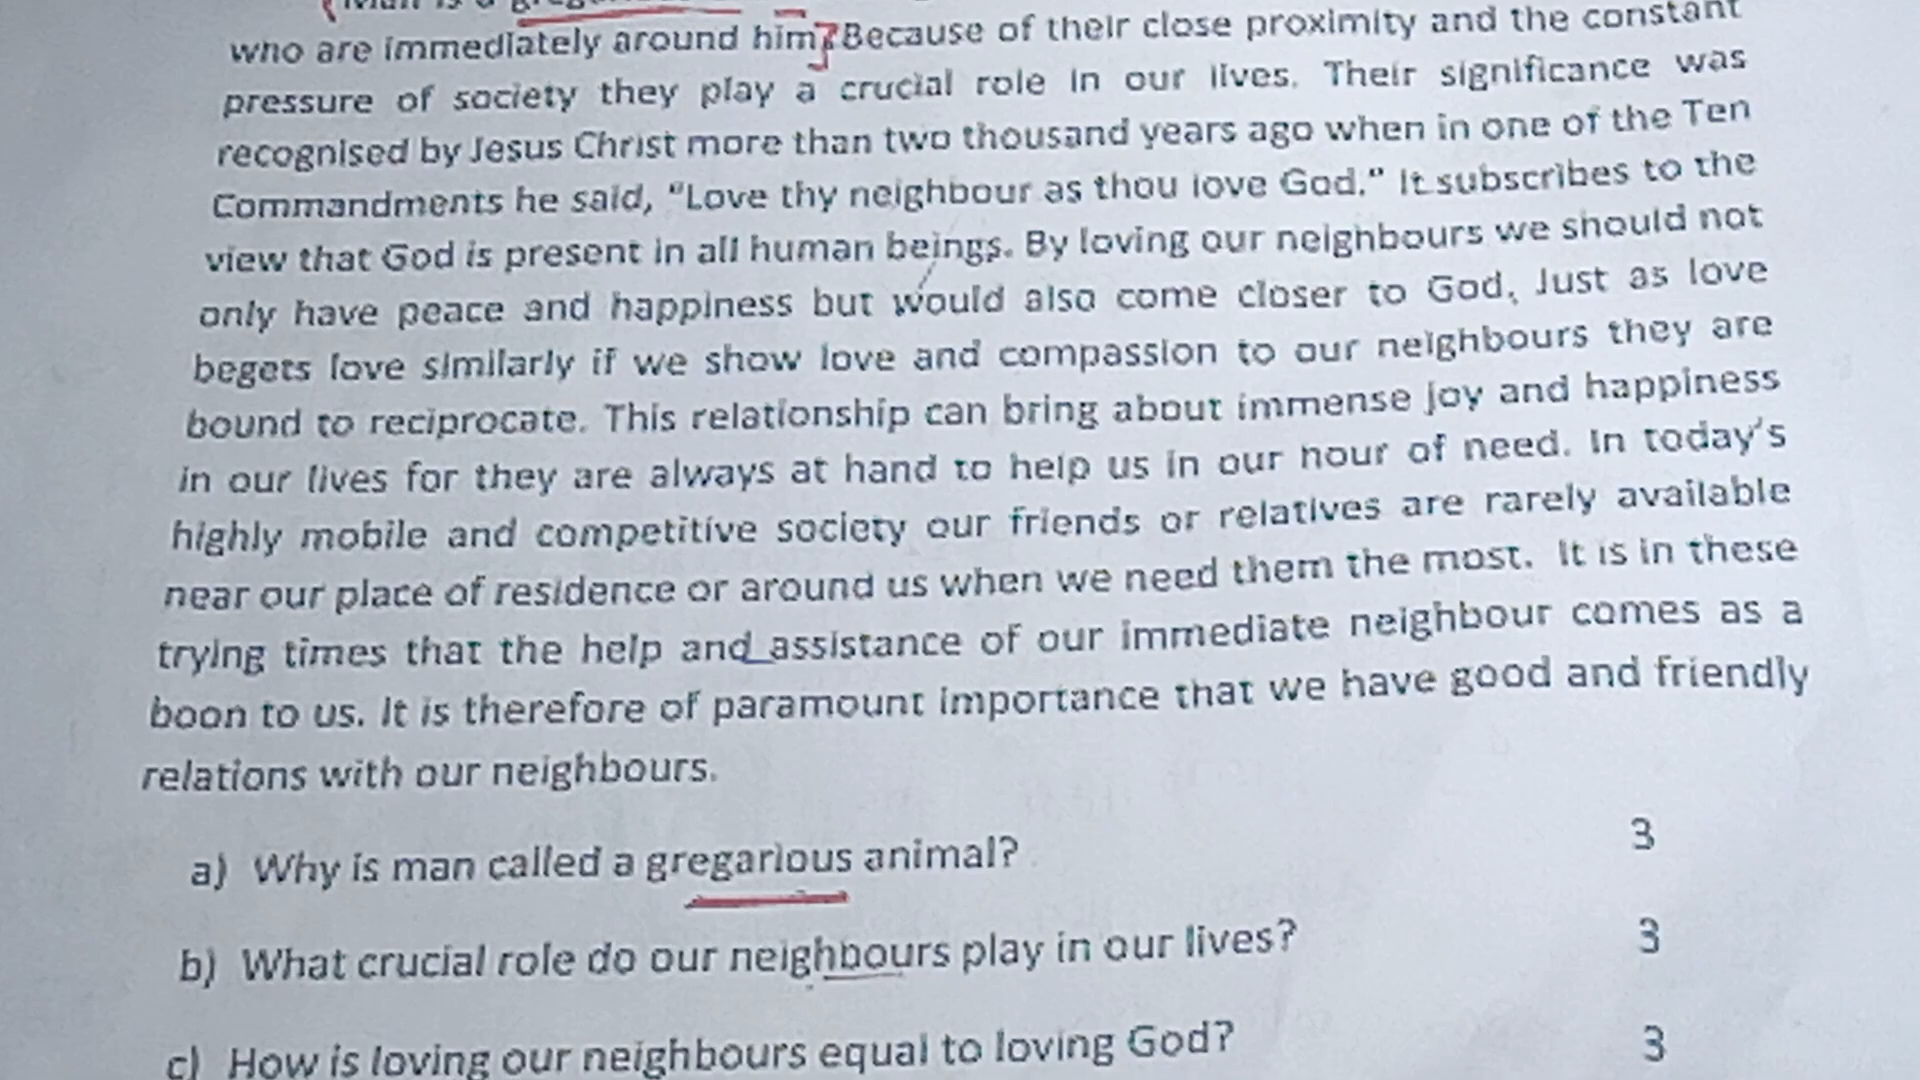 who are immediately around him. Because of their close proximity and the constant
pressure of society they play a crucial role in our lives. Their significance was
recognised by Jesus Christ more than two thousand years ago when in one of the Ten
Commandments he said, "Love thy neighbour as thou love God." It subscribes to the
view that God is present in all human beings. By loving our neighbours we should not
only have peace and happiness but would also come closer to God. Just as love
begets love similarly if we show love and compassion to our neighbours they are
bound to reciprocate. This relationship can bring about immense joy and happiness
in our lives for they are always at hand to help us in our hour of need. In today's
highly mobile and competitive society our friends or relatives are rarely available
near our place of residence or around us when we need them the most. It is in these
trying times that the help and assistance of our immediate neighbour comes as a
boon to us. It is therefore of paramount importance that we have good and friendly
relations with our neighbours.
a) Why is man called a gregarious animal? 3
b) What crucial role do our neighbours play in our lives? 3
c) How is loving our neighbours equal to loving God? 3